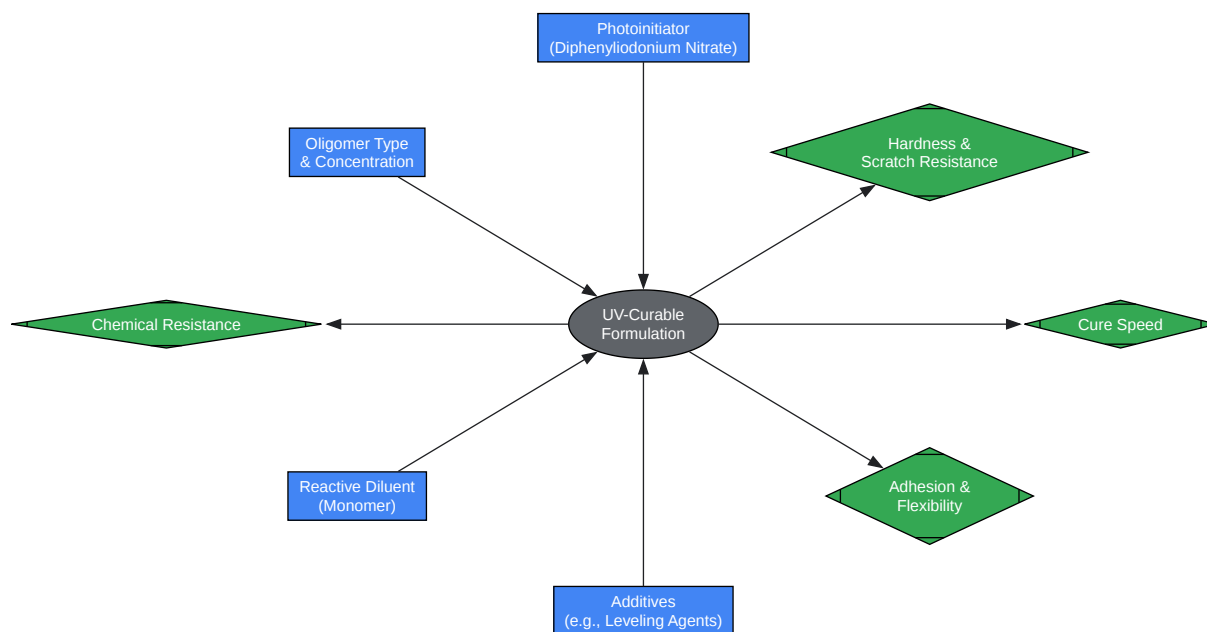 Photoinitiator
(Diphenyliodonium Nitrate)
Oligomer Type
& Concentration
Hardness &
Scratch Resistance
Chemical Resistance
UV-Curable
Formulation
Cure Speed
Reactive Diluent
(Monomer)
Adhesion &
Flexibility
Additives
(e.g., Leveling Agents)